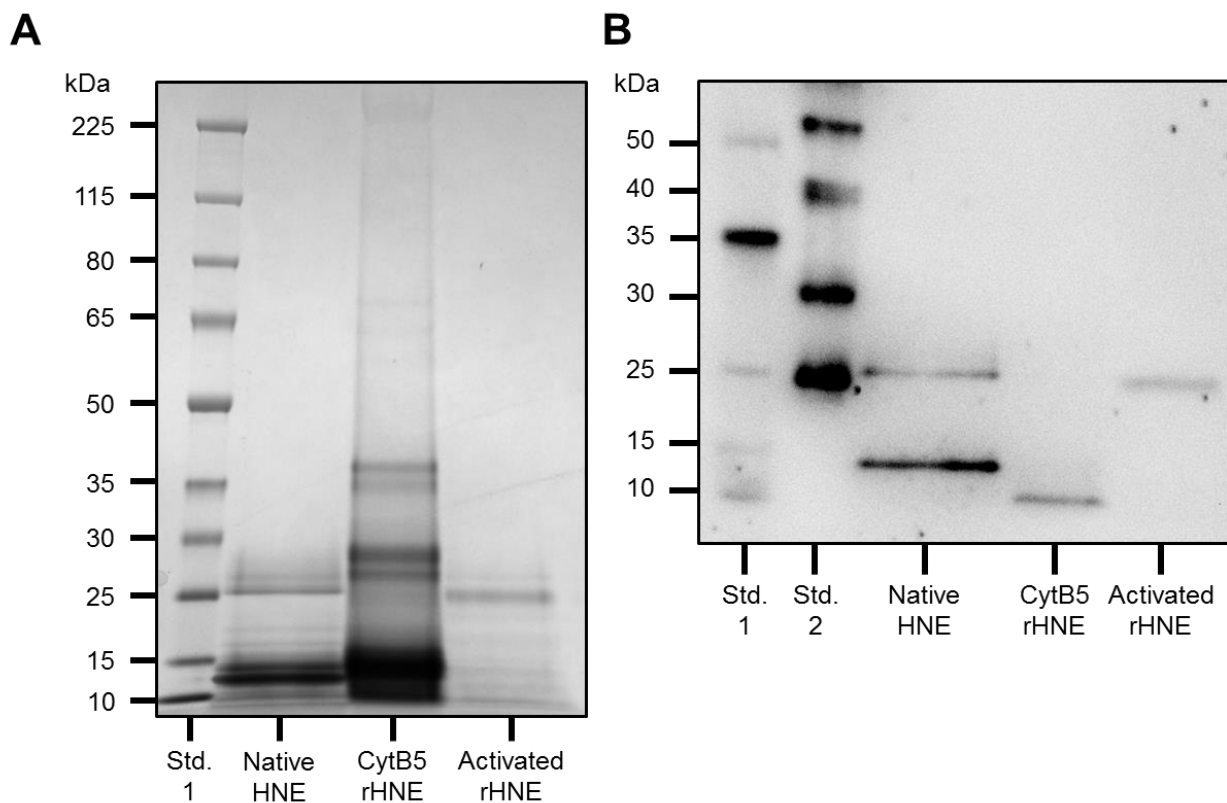 A
kDa
225
115
80
65
50
35
30
25
15
10
Std.
1
Native
HNE
CytB5
rHNE
Activated
rHNE
B
kDa
50
40
35
30
25
15
10
Std.
1
Std.
2
Native
HNE
CytB5
rHNE
Activated
rHNE